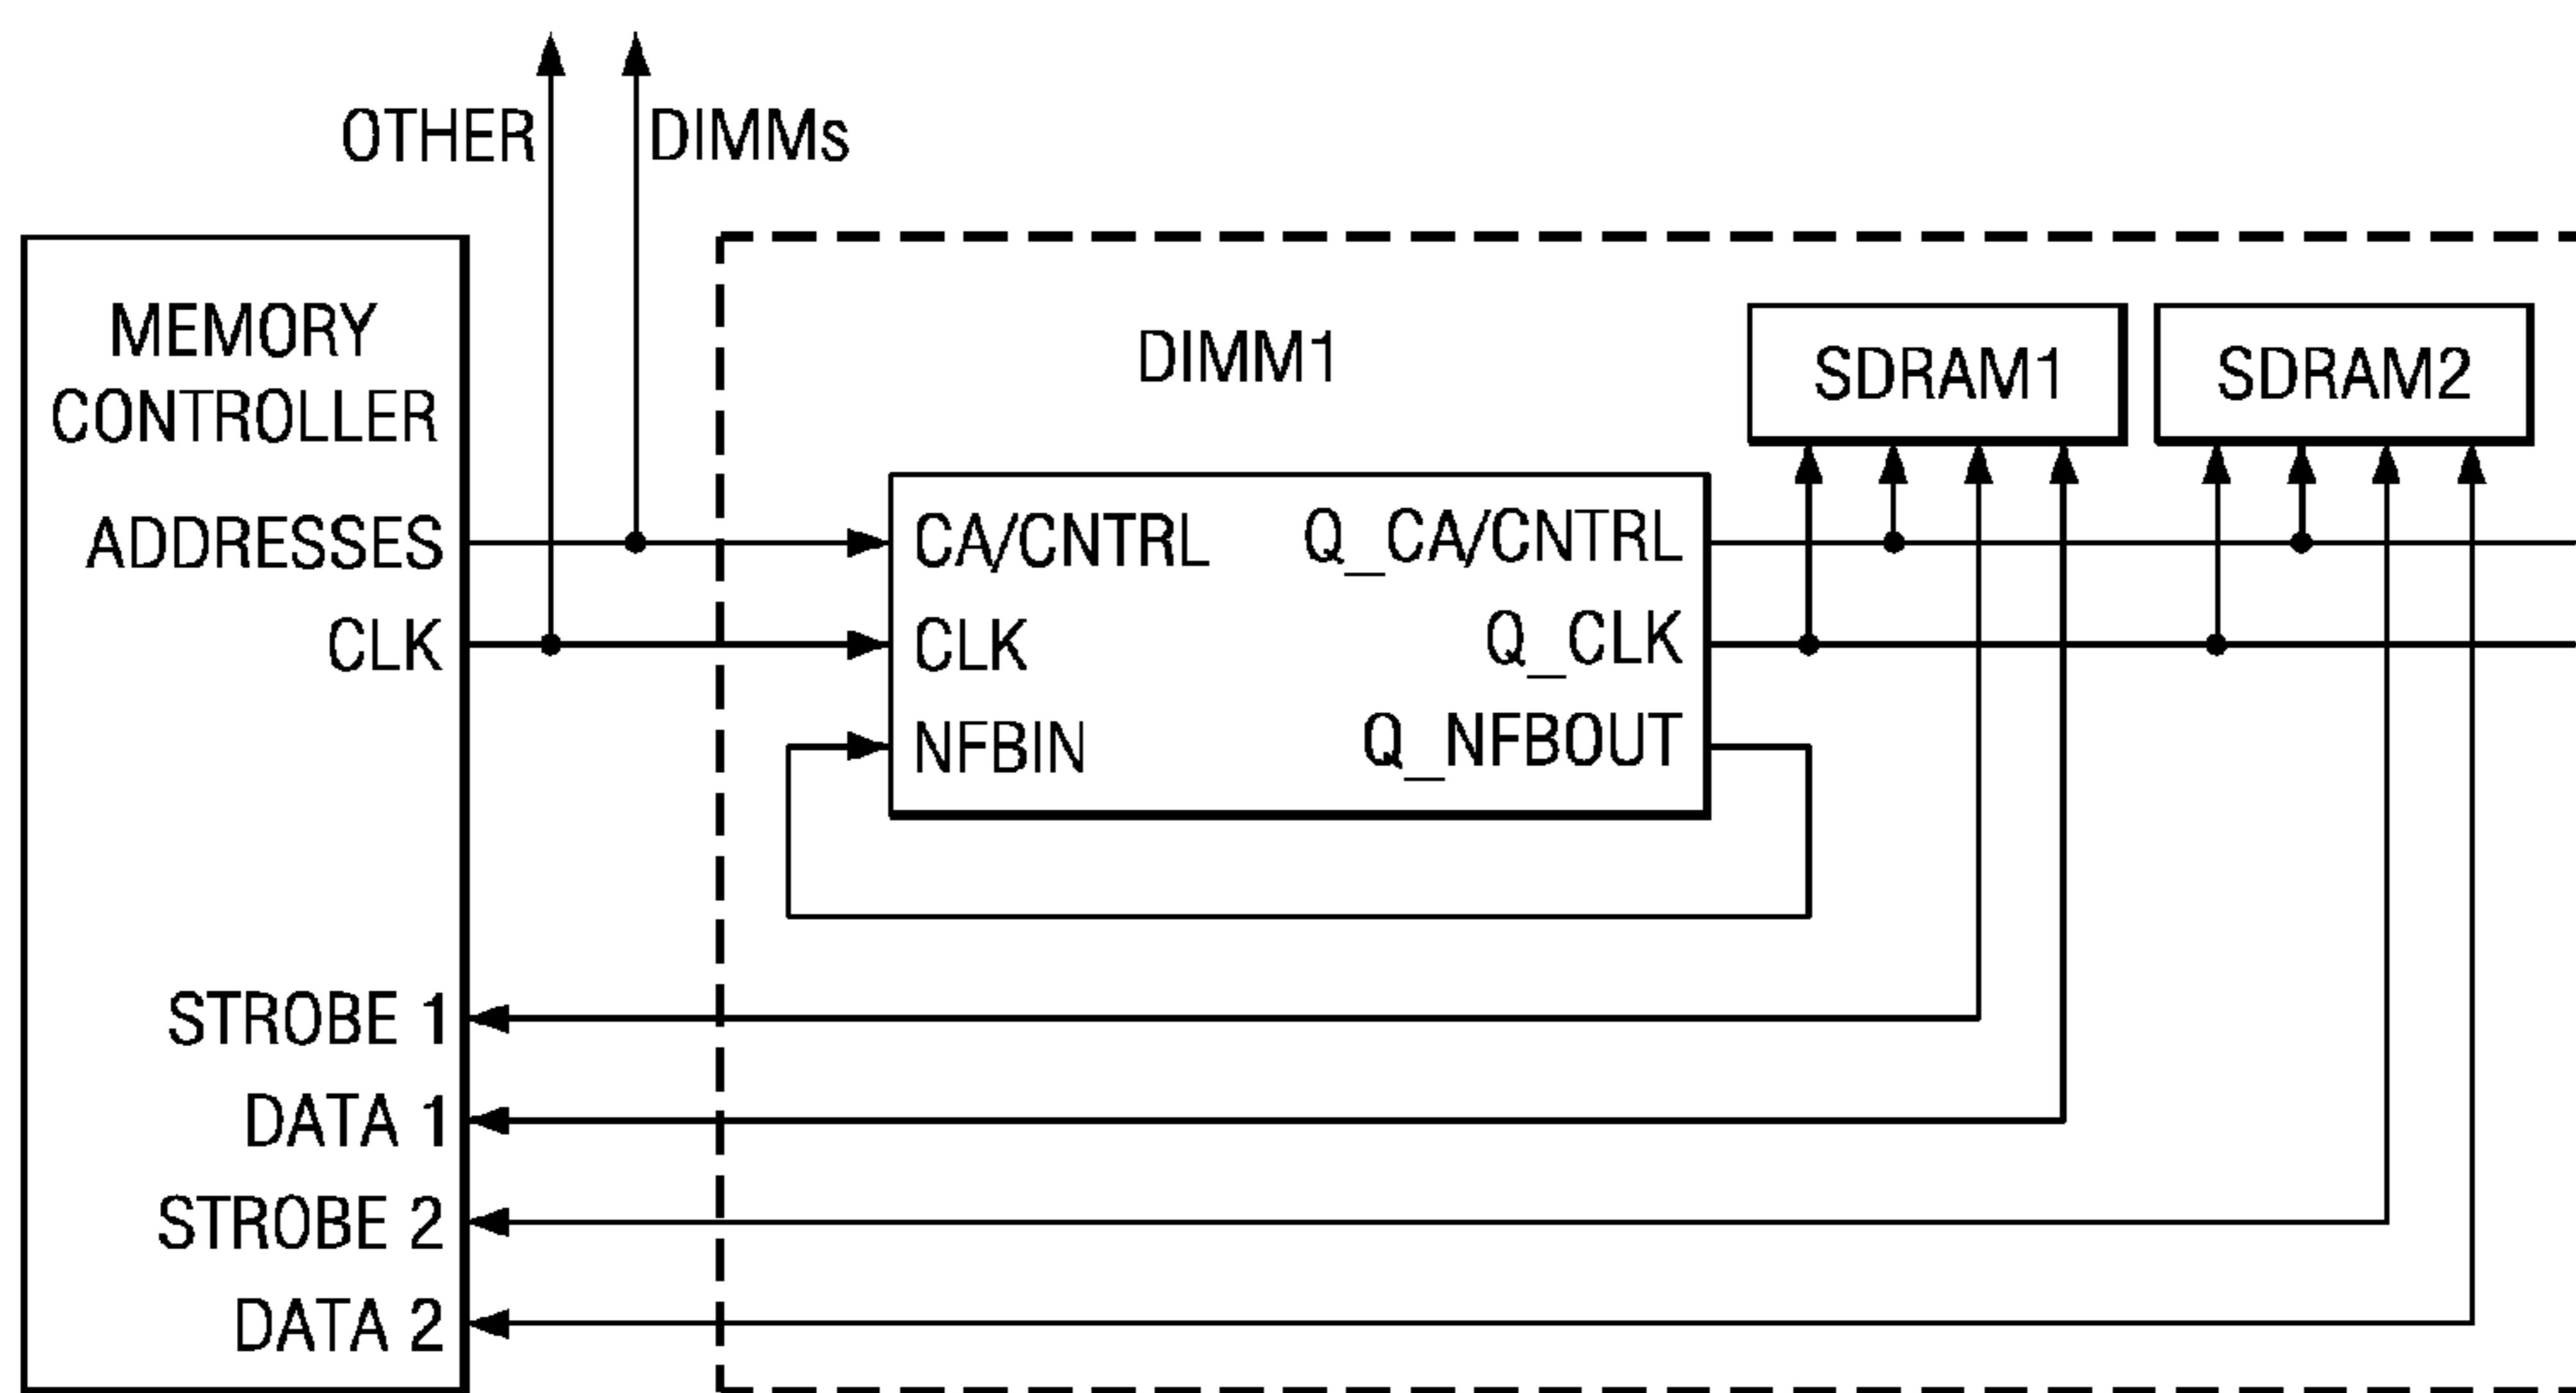 OTHER DIMMs
MEMORY
CONTROLLER
ADDRESSES
CLK
STROBE 1
DATA 1
STROBE 2
DATA 2
DIMM1
CA/CNTRL Q_CA/CNTRL
CLK Q_CLK
NFBIN Q_NFBOUT
SDRAM1
SDRAM2